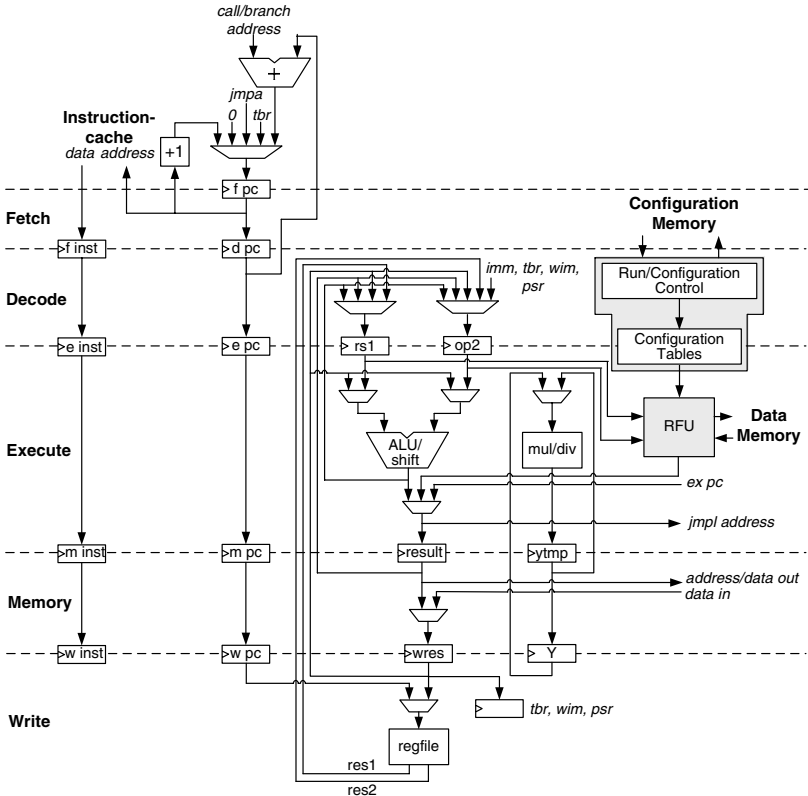 call/branch
address
+
jmpa
0 tbr
Instruction-
cache
data address
+1
f pc
Fetch
Configuration
Memory
f inst
d pc
imm, tbr, wim,
psr
Run/Configuration
Control
Decode
Configuration
Tables
e inst
e pc
rs1
op2
RFU
Data
Memory
ALU/
shift
mul/div
Execute
ex pc
jmpl address
m inst
m pc
result
ytmp
address/data out
data in
Memory
w inst
w pc
wres
Y
tbr, wim, psr
Write
regfile
res1
res2